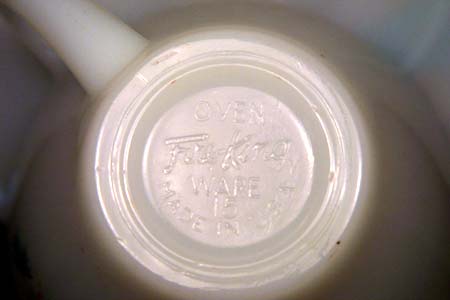 OVEN
Fire-King
WARE
15
MADE IN U.S.A.